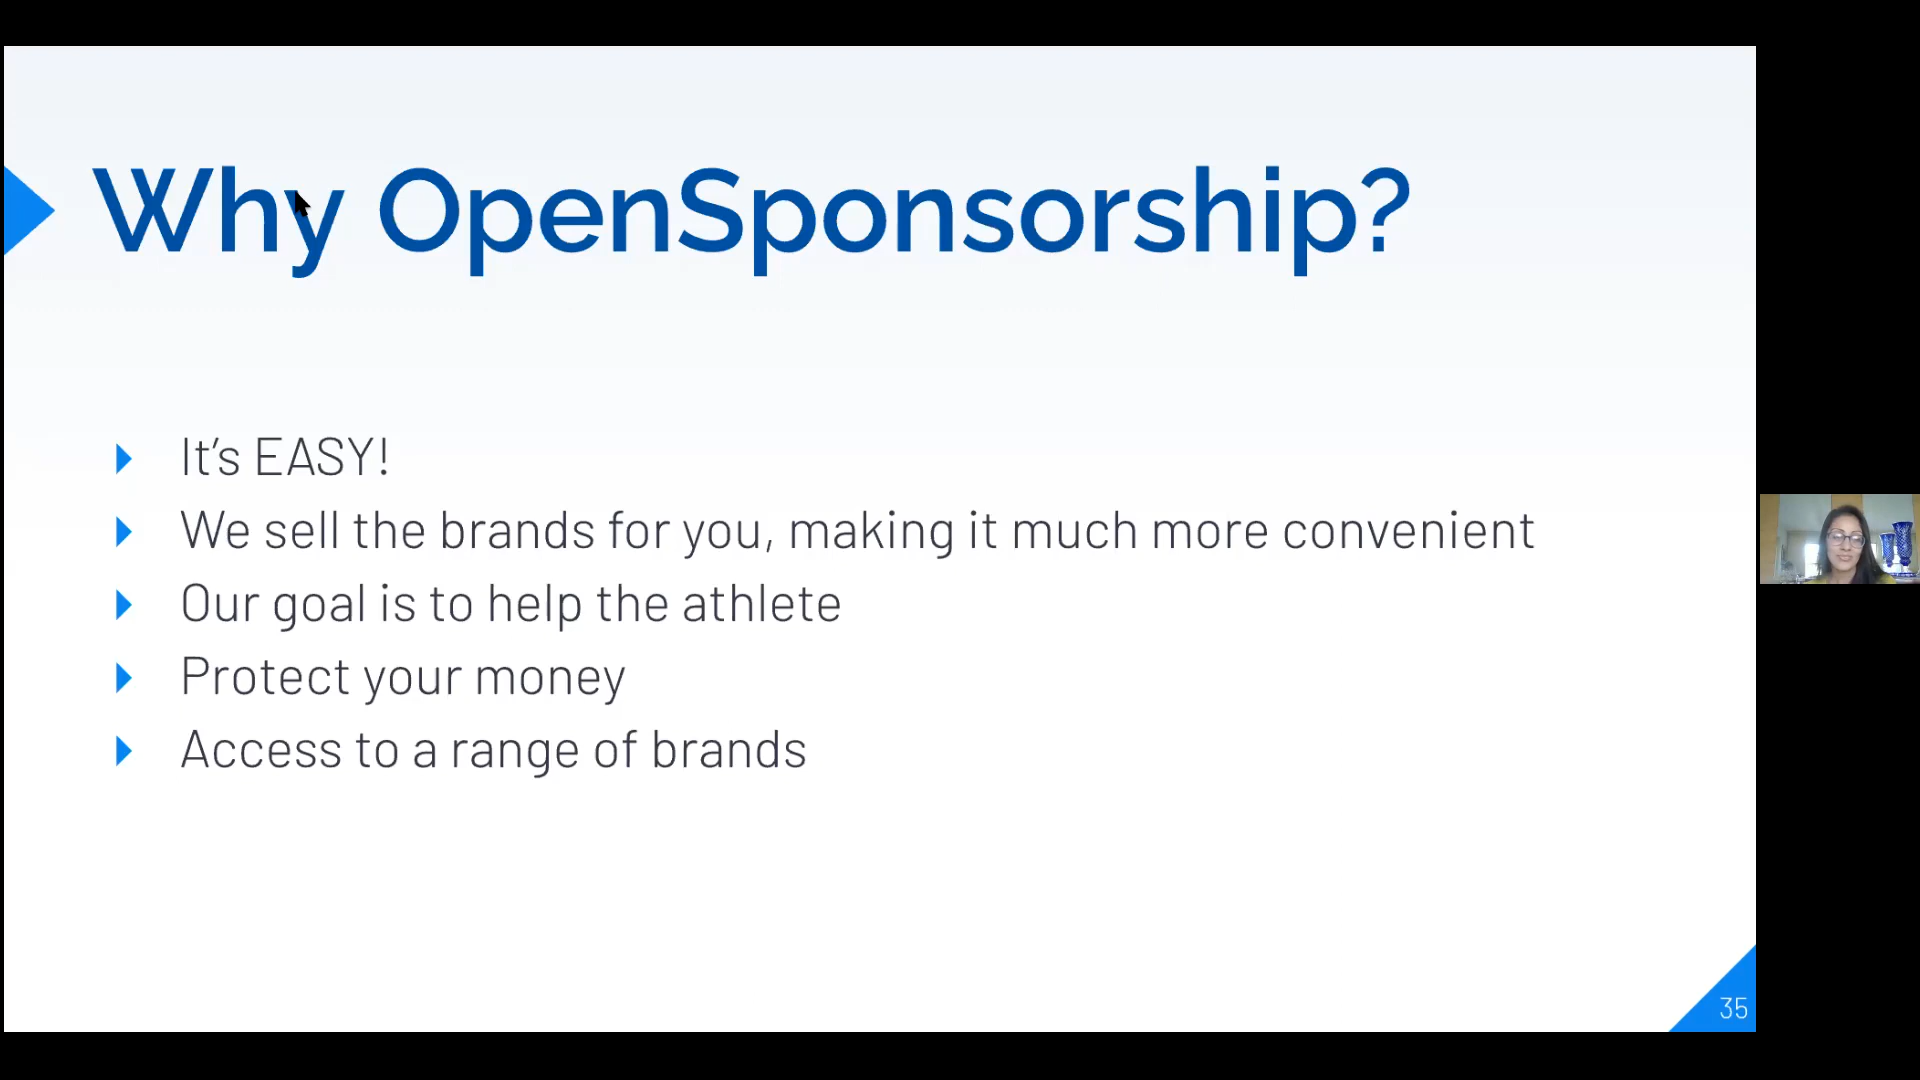 Why OpenSponsorship?
It's EASY!
We sell the brands for you, making it much more convenient
Our goal is to help the athlete
Protect your money
Access to a range of brands
35